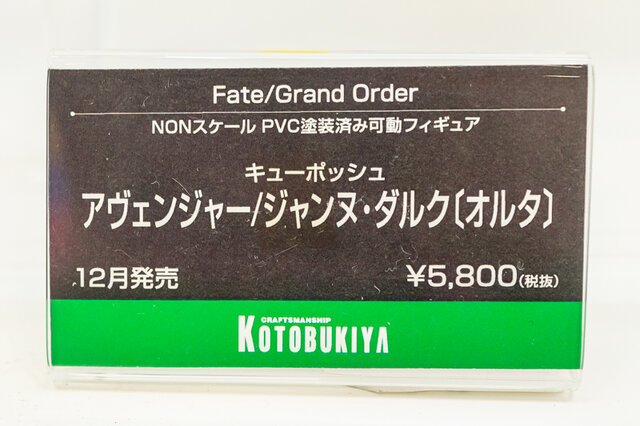 Fate/Grand Order
NONスケール PVC塗装済み可動フィギュア
キューポッシュ
アヴェンジャー/ジャンヌ・ダルク〔オルタ〕
12月発売 ¥5,800(税抜)
CRAFTSMANSHIP
KOTOBUKIYA